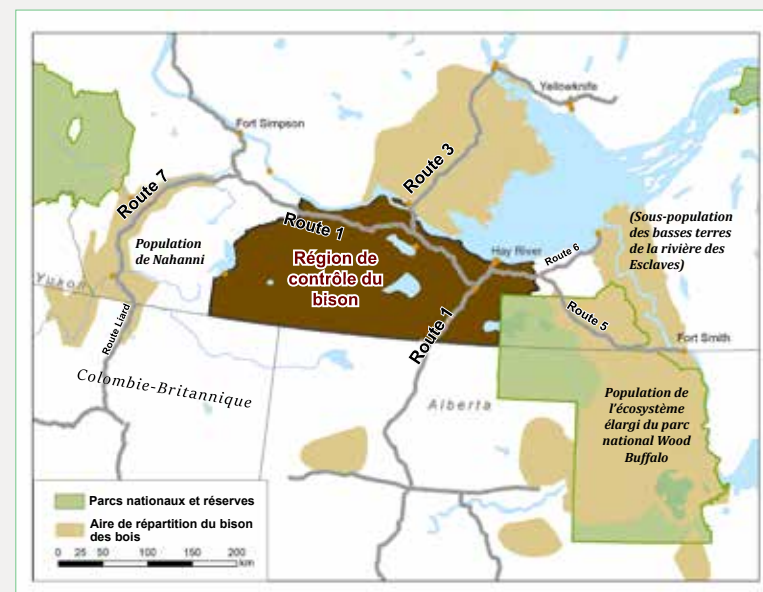 Yellowknife
Fort Simpson
Route 3
Route 7
Route 1
Population
de Nahanni
Région de
contrôle du
bison
Hay River
Route 6
(Sous-population
des basses terres
de la rivière des
Esclaves)
Yukon
Route Liard
Route 1
Route 5
Fort Smith
Colombie-Britannique
Alberta
Population de
l'écosystème
élargi du parc
national Wood
Buffalo
Parcs nationaux et réserves
Aire de répartition du bison
des bois
0 25 50 100 150 200
km